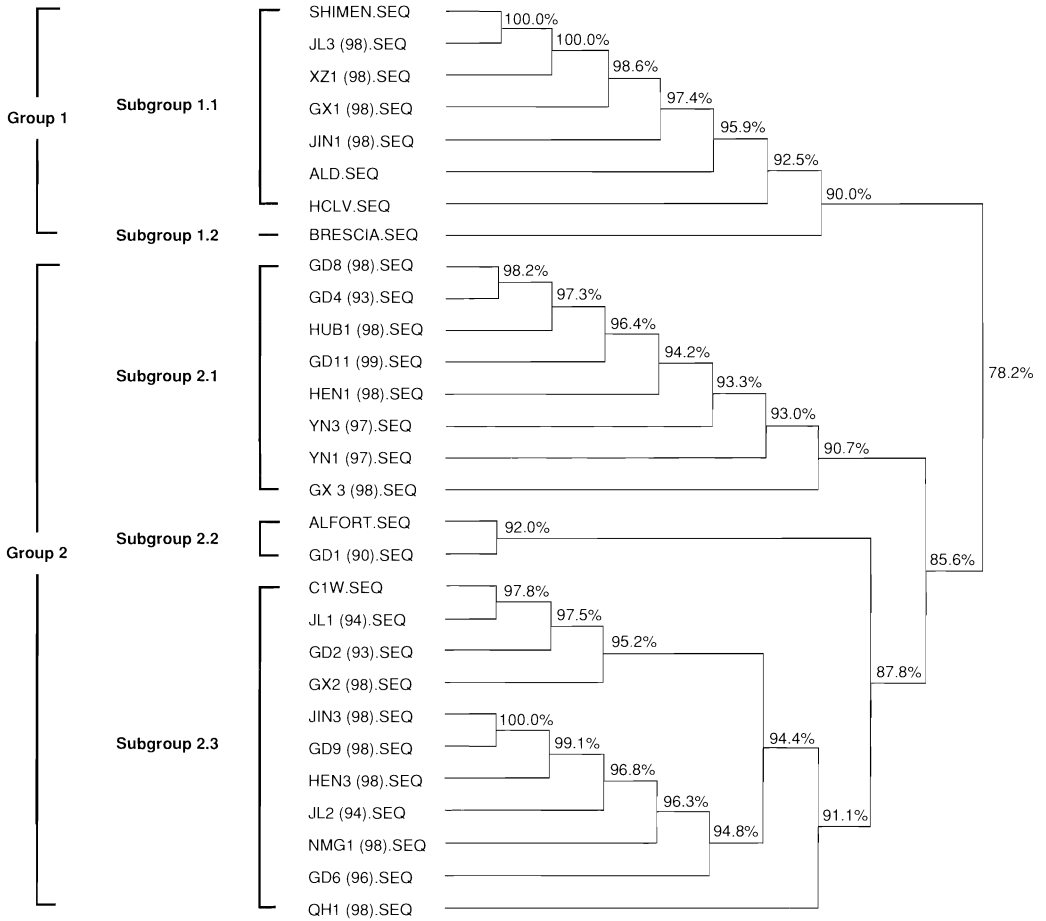 SHIMEN.SEQ
100.0%
JL3 (98).SEQ
100.0%
XZ1 (98).SEQ
98.6%
Subgroup 1.1
GX1 (98).SEQ
97.4%
Group 1
JIN1 (98).SEQ
95.9%
ALD.SEQ
92.5%
HCLV.SEQ
90.0%
Subgroup 1.2
BRESCIA.SEQ
GD8 (98).SEQ
98.2%
GD4 (93).SEQ
97.3%
HUB1 (98).SEQ
96.4%
GD11 (99).SEQ
94.2%
Subgroup 2.1
78.2%
HEN1 (98).SEQ
93.3%
YN3 (97).SEQ
93.0%
YN1 (97).SEQ
90.7%
GX 3 (98).SEQ
ALFORT.SEQ
92.0%
Subgroup 2.2
Group 2
GD1 (90).SEQ
85.6%
C1W.SEQ
97.8%
JL1 (94).SEQ
97.5%
GD2 (93).SEQ
95.2%
GX2 (98).SEQ
87.8%
JIN3 (98).SEQ
100.0%
Subgroup 2.3
GD9 (98).SEQ
99.1%
94.4%
HEN3 (98).SEQ
96.8%
JL2 (94).SEQ
96.3%
91.1%
NMG1 (98).SEQ
94.8%
GD6 (96).SEQ
QH1 (98).SEQ